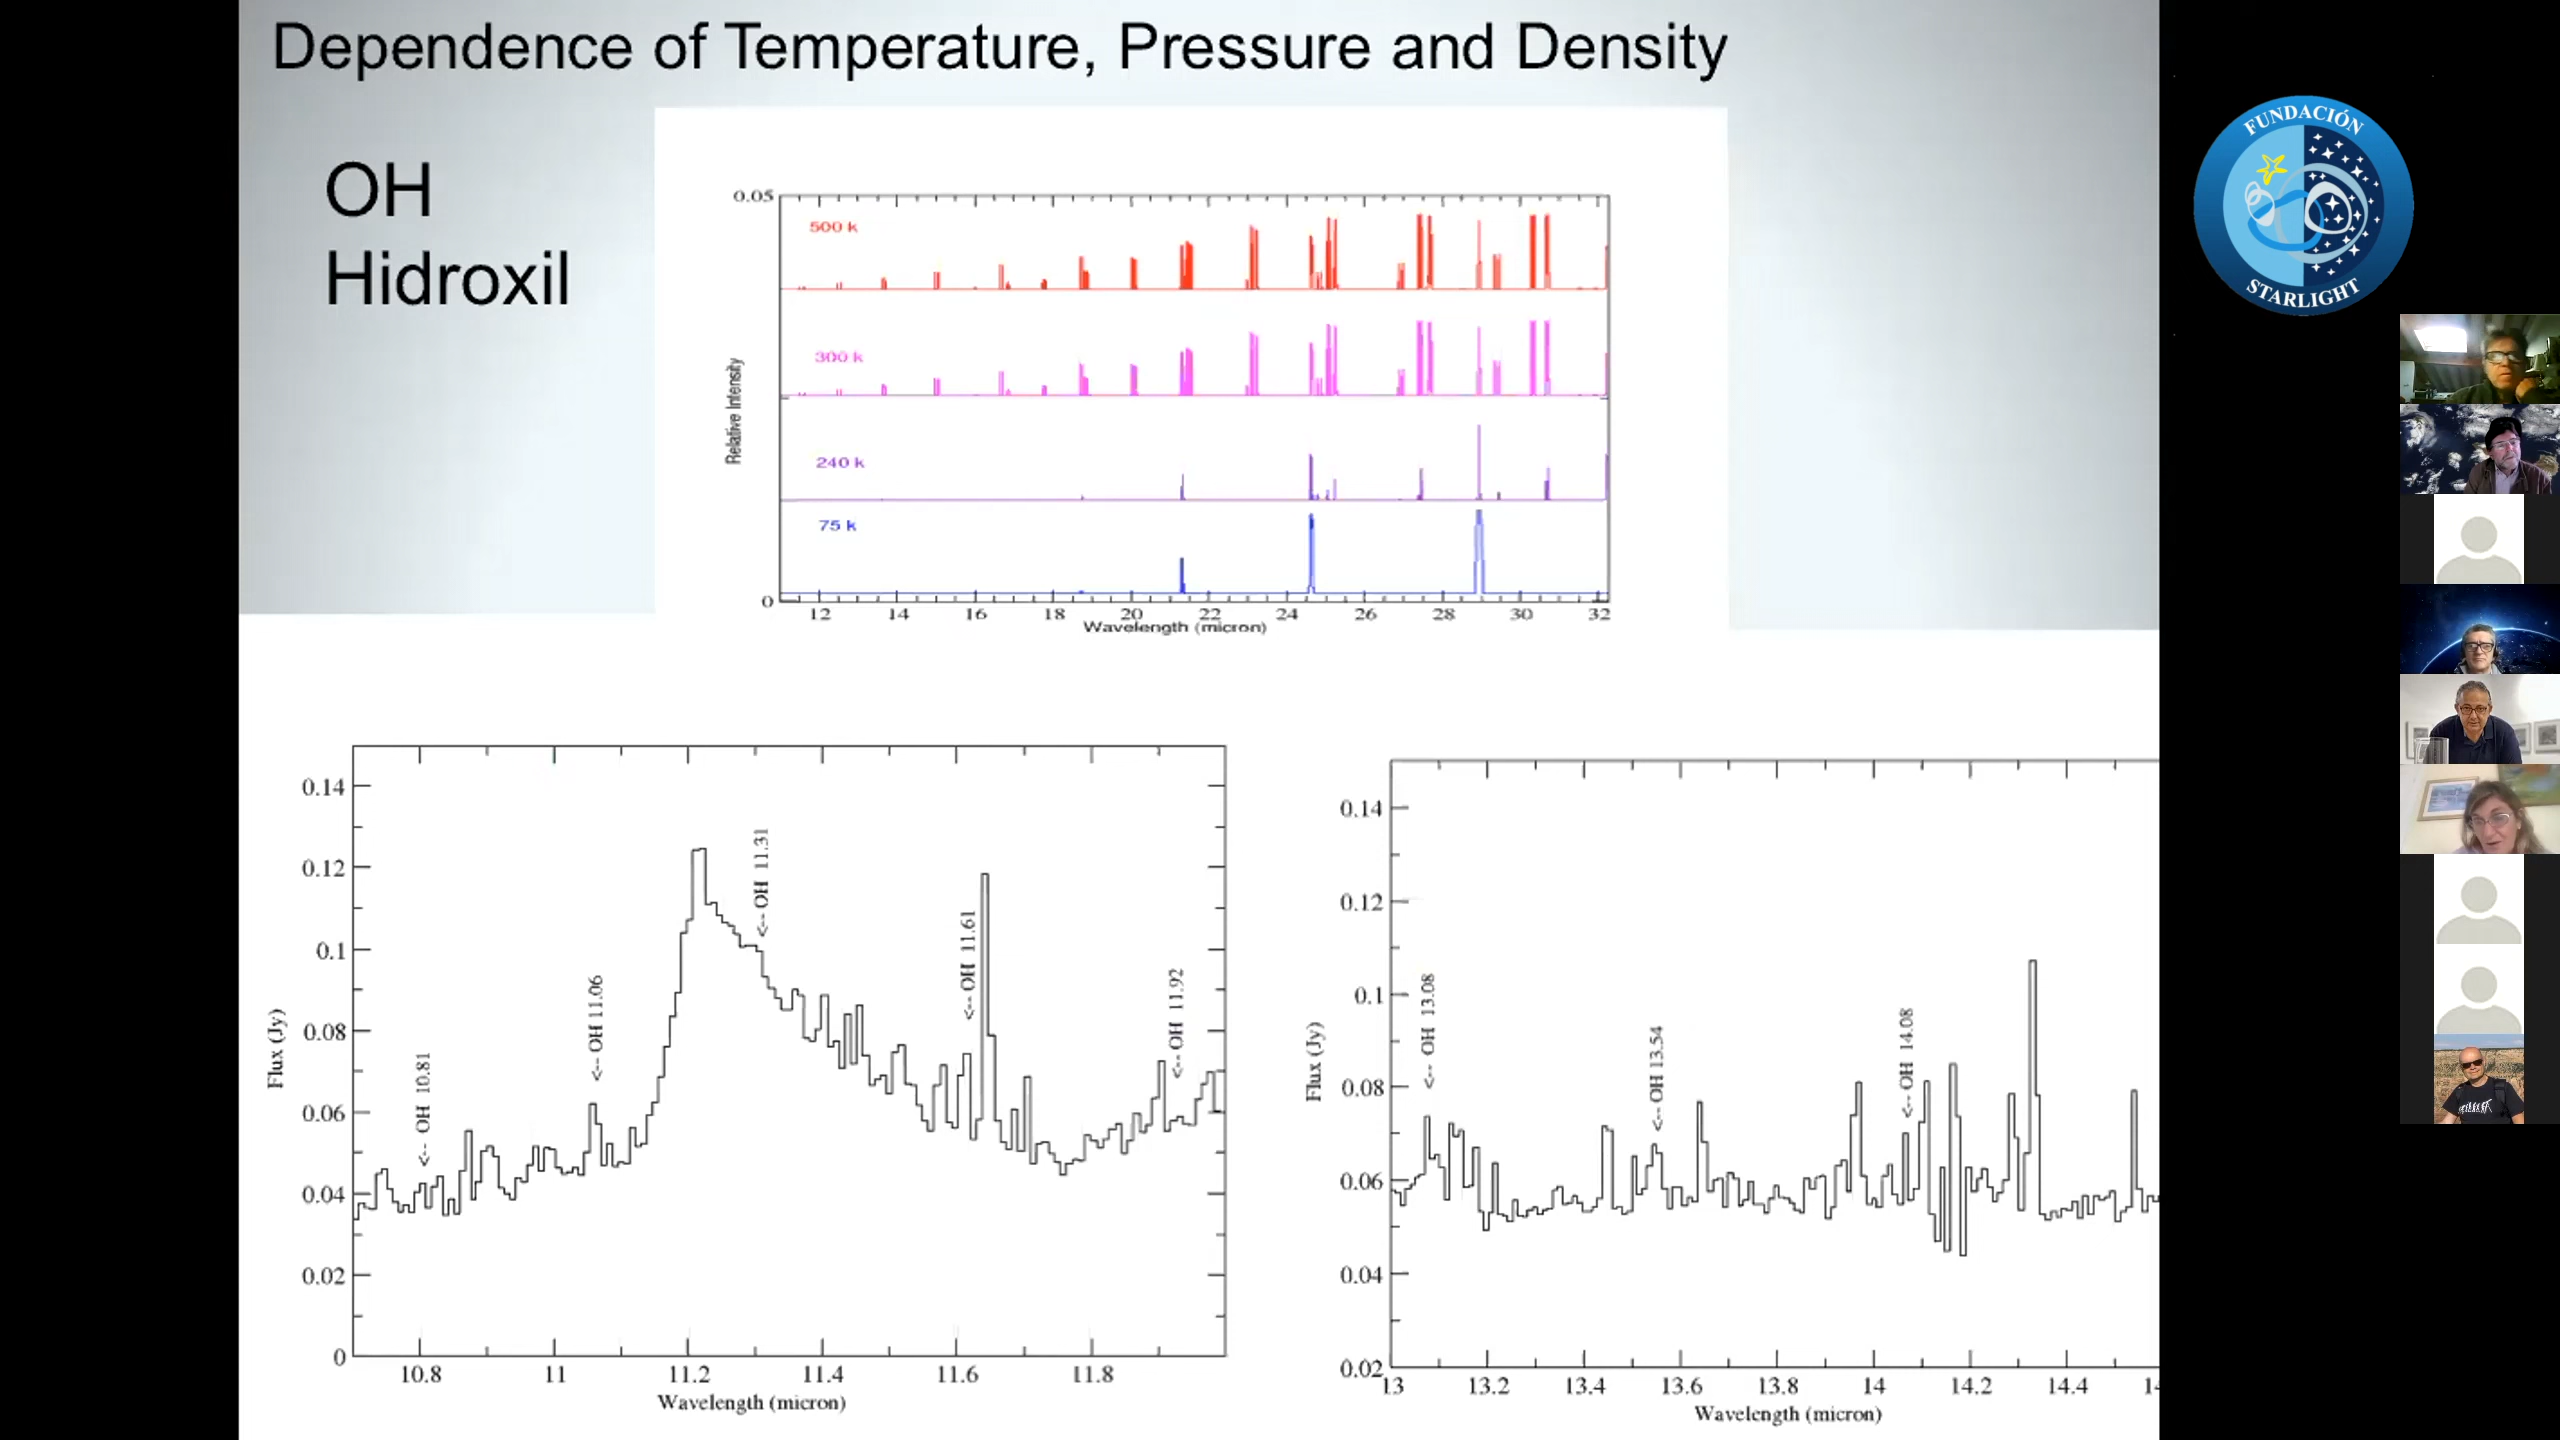 Dependence of Temperature, Pressure and Density
OH
Hidroxil
FUNDACIÓN
STARLIGHT
0.05
500 k
300 k
240 k
75 k
0
Relative Intensity
12 14 16 18 20 22 24 26 28 30 32
Wavelength (micron)
0.14
0.12
0.1
0.08
0.06
0.04
0.02
0
Flux (Jy)
<-- OH 10.81
<-- OH 11.06
<-- OH 11.31
<-- OH 11.61
<-- OH 11.92
10.8 11 11.2 11.4 11.6 11.8
Wavelength (micron)
0.14
0.12
0.1
0.08
0.06
0.04
0.02
Flux (Jy)
<-- OH 13.08
<-- OH 13.54
<-- OH 14.08
13 13.2 13.4 13.6 13.8 14 14.2 14.4
Wavelength (micron)